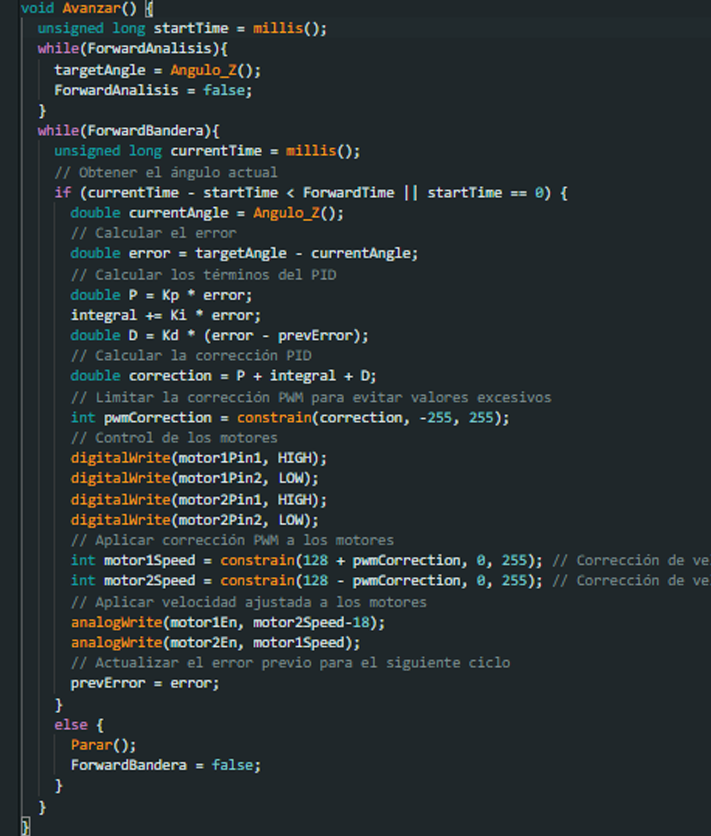 void Avanzar() {
unsigned long startTime = millis();
while(ForwardAnalisis){
targetAngle = Angulo_Z();
ForwardAnalisis = false;
}
while(ForwardBandera){
unsigned long currentTime = millis();
// Obtener el ángulo actual
if (currentTime - startTime < ForwardTime || startTime == 0) {
double currentAngle = Angulo_Z();
// Calcular el error
double error = targetAngle - currentAngle;
// Calcular los términos del PID
double P = Kp * error;
integral += Ki * error;
double D = Kd * (error - prevError);
// Calcular la corrección PID
double correction = P + integral + D;
// Limitar la corrección PWM para evitar valores excesivos
int pwmCorrection = constrain(correction, -255, 255);
// Control de los motores
digitalWrite(motor1Pin1, HIGH);
digitalWrite(motor1Pin2, LOW);
digitalWrite(motor2Pin1, HIGH);
digitalWrite(motor2Pin2, LOW);
// Aplicar corrección PWM a los motores
int motor1Speed = constrain(128 + pwmCorrection, 0, 255); // Corrección de ve
int motor2Speed = constrain(128 - pwmCorrection, 0, 255); // Corrección de ve
// Aplicar velocidad ajustada a los motores
analogWrite(motor1En, motor2Speed-18);
analogWrite(motor2En, motor1Speed);
// Actualizar el error previo para el siguiente ciclo
prevError = error;
}
else {
Parar();
ForwardBandera = false;
}
}
}